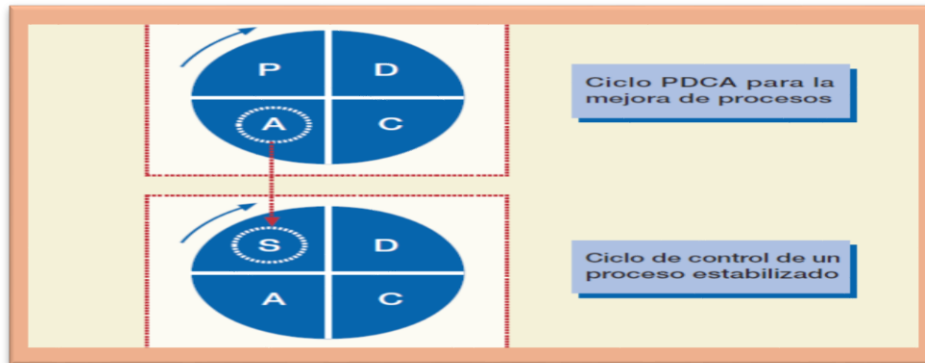 P D
A C
Ciclo PDCA para la
mejora de procesos
S D
A C
Ciclo de control de un
proceso estabilizado